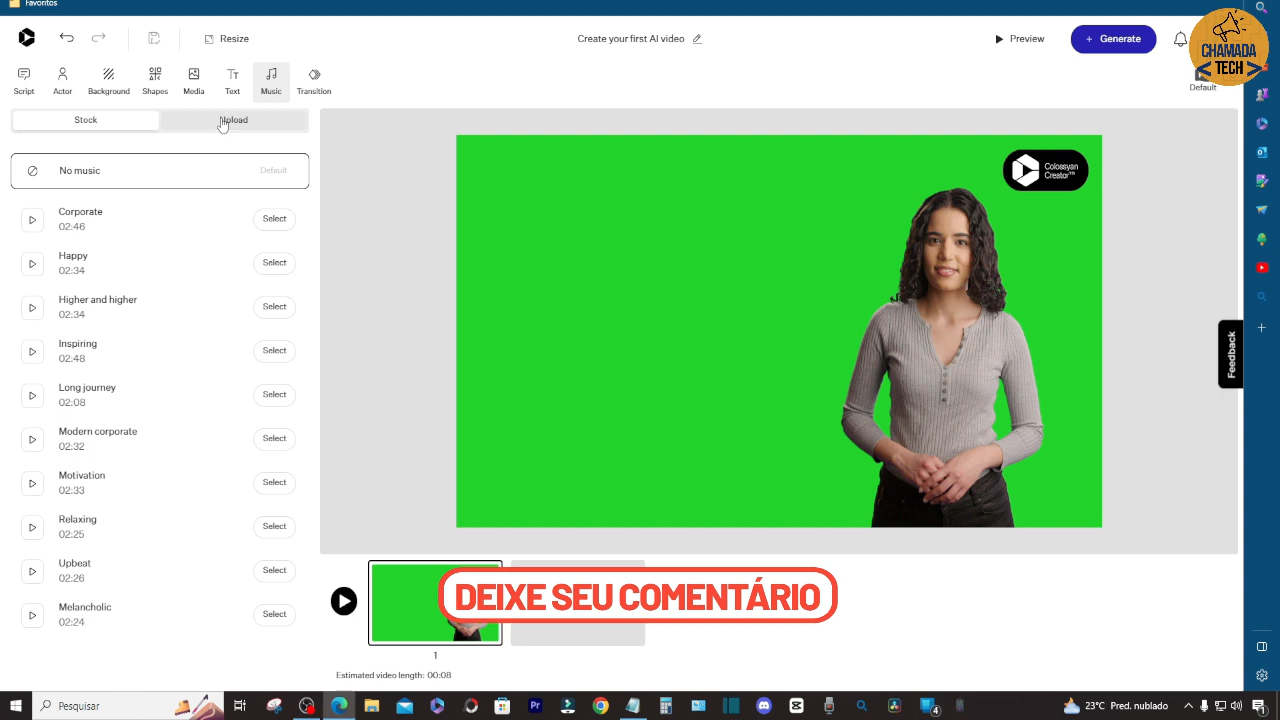 Favoritos
Resize
Create your first AI video
Preview
+ Generate
CHAMADA
TECH
Default
Script
Actor
Background
Shapes
Media
Text
Music
Transition
Stock
Upload
No music
Default
Corporate
02:46
Select
Happy
02:34
Select
Higher and higher
02:34
Select
Inspiring
02:48
Select
Long journey
02:08
Select
Modern corporate
02:32
Select
Motivation
02:33
Select
Relaxing
02:25
Select
Upbeat
02:26
Select
Melancholic
02:24
Select
Colossyan
Creator™
Feedback
DEIXE SEU COMENTÁRIO
1
Estimated video length: 00:08
Pesquisar
Pr
4
23°C Pred. nublado